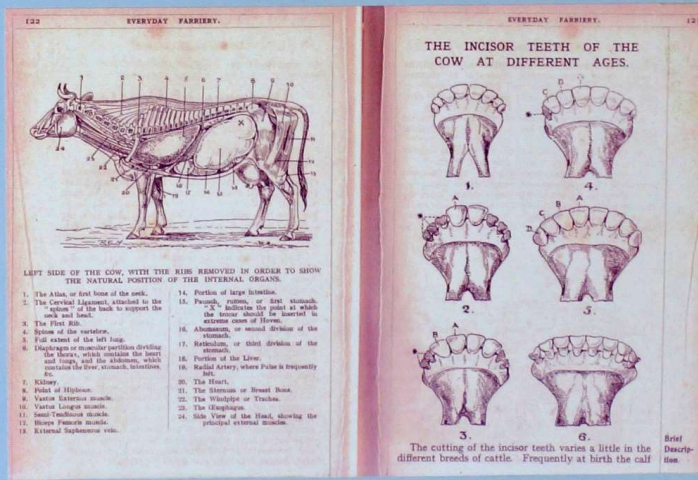 122
EVERYDAY FARRIERY.
LEFT SIDE OF THE COW, WITH THE RIBS REMOVED IN ORDER TO SHOW
THE NATURAL POSITION OF THE INTERNAL ORGANS.
1. The Atlas, or first bone of the neck.
2. The Cervical Ligament, attached to the
"spines" of the back to support the
neck and head.
3. The First Rib.
4. Spines of the vertebræ.
5. Full extent of the left lung.
6. Diaphragm or muscular partition dividing
the thorax, which contains the heart
and lungs, and the abdomen, which
contains the liver, stomach, intestines,
&c.
7. Kidney.
8. Point of Hipbone.
9. Vastus Externus muscle.
10. Vastus Longus muscle.
11. Semi-Tendinous muscle.
12. Biceps Femoris muscle.
13. External Saphenous vein.
14. Portion of large intestine.
15. Paunch, rumen, or first stomach.
"X" indicates the point at which
the trocar should be inserted in
extreme cases of Hoven.
16. Abomasum, or second division of the
stomach.
17. Reticulum, or third division of the
stomach.
18. Portion of the Liver.
19. Radial Artery, where Pulse is frequently
felt.
20. The Heart.
21. The Sternum or Breast Bone.
22. The Windpipe or Trachea.
23. The Œsophagus.
24. Side View of the Head, showing the
principal external muscles.
EVERYDAY FARRIERY.
12
THE INCISOR TEETH OF THE
COW AT DIFFERENT AGES.
1.
4.
2.
5.
3.
6.
The cutting of the incisor teeth varies a little in the
different breeds of cattle. Frequently at birth the calf
Brief
Descrip-
tion